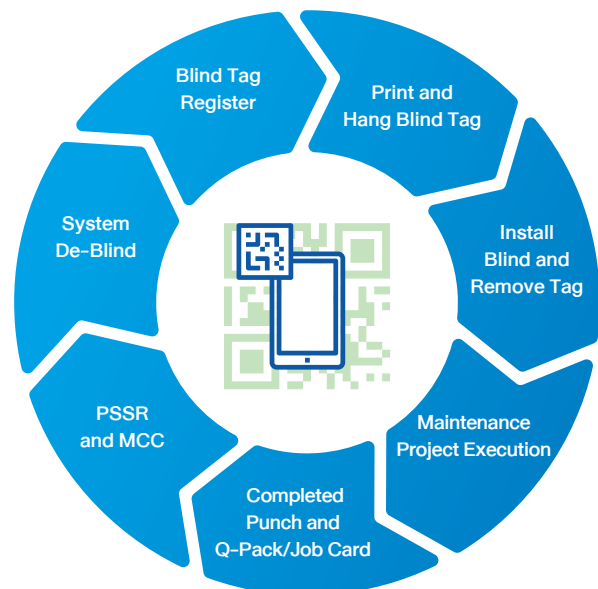 Blind Tag
Register
Print and
Hang Blind Tag
Install
Blind and
Remove Tag
Maintenance
Project Execution
Completed
Punch and
Q-Pack/Job Card
PSSR
and MCC
System
De-Blind